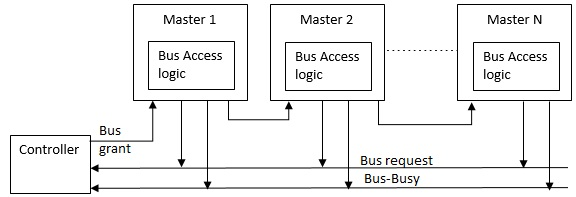 Master 1
Master 2
Master N
Bus Access
logic
Bus Access
logic
Bus Access
logic
Bus
grant
Controller
Bus request
Bus-Busy